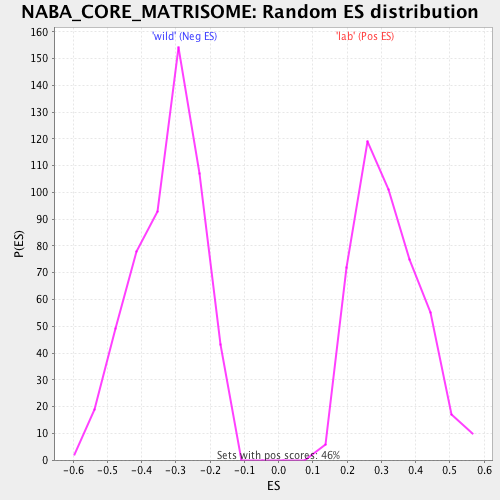 NABA_CORE_MATRISOME: Random ES distribution
'wild' (Neg ES) 'lab' (Pos ES)
160
150
140
130
120
110
100
90
80
70
60
50
40
30
20
10
0
P(ES)
Sets with pos scores: 46%
-0.6 -0.5 -0.4 -0.3 -0.2 -0.1 0.0 0.1 0.2 0.3 0.4 0.5 0.6
ES